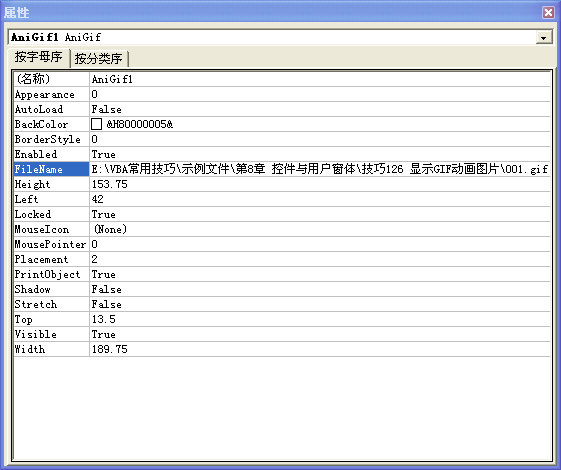 属性
AniGif1 AniGif
按字母序 按分类序
(名称) AniGif1
Appearance 0
AutoLoad False
BackColor &H80000005&
BorderStyle 0
Enabled True
FileName E:\VBA常用技巧\示例文件\第8章 控件与用户窗体\技巧126 显示GIF动画图片\001.gif
Height 153.75
Left 42
Locked True
MouseIcon (None)
MousePointer 0
Placement 2
PrintObject True
Shadow False
Stretch False
Top 13.5
Visible True
Width 189.75